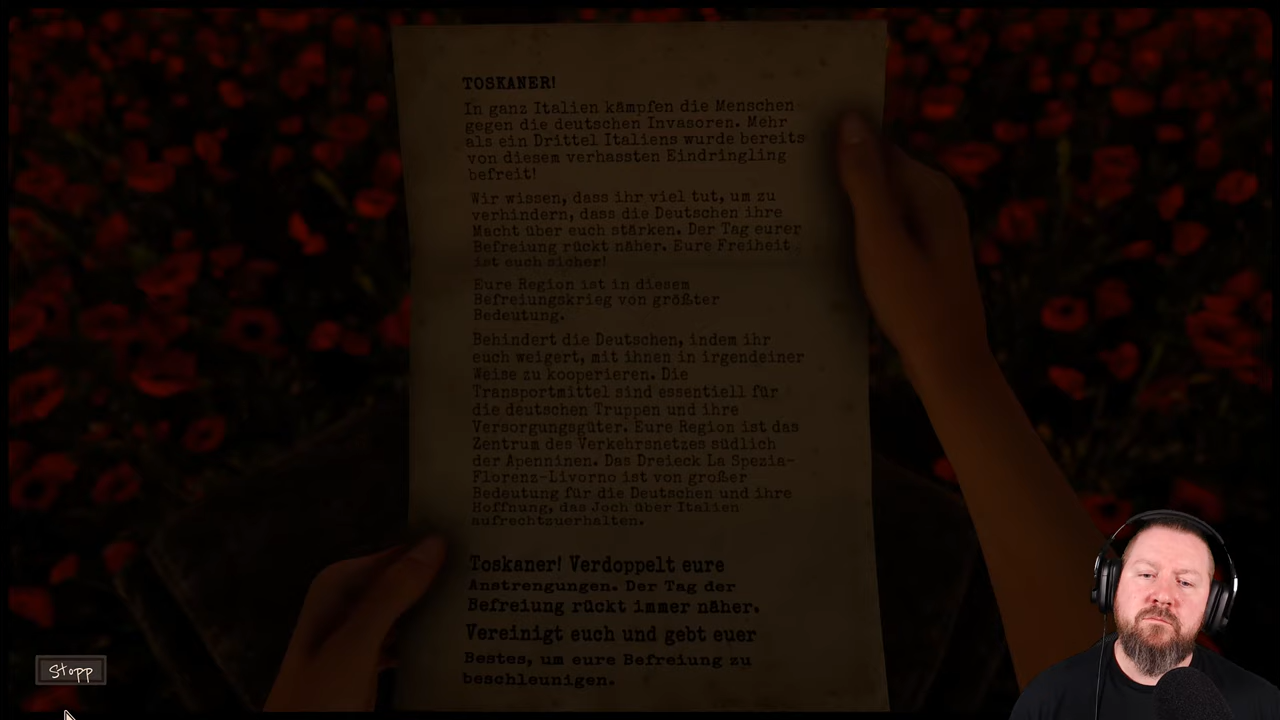 TOSKANER!
In ganz Italien kämpfen die Menschen
gegen die deutschen Invasoren. Mehr
als ein Drittel Italiens wurde bereits
von diesem verhassten Eindringling
befreit!
Wir wissen, dass ihr viel tut, um zu
verhindern, dass die Deutschen ihre
Macht über euch stärken. Der Tag eurer
Befreiung rückt näher. Eure Freiheit
ist euch sicher!
Eure Region ist in diesem
Befreiungskrieg von größter
Bedeutung.
Behindert die Deutschen, indem ihr
euch weigert, mit ihnen in irgendeiner
Weise zu kooperieren. Die
Transportmittel sind essentiell für
die deutschen Truppen und ihre
Versorgungsgüter. Eure Region ist das
Zentrum des Verkehrsnetzes südlich
der Apenninen. Das Dreieck La Spezia-
Florenz-Livorno ist von großer
Bedeutung für die Deutschen und ihre
Hoffnung, das Joch über Italien
aufrechtzuerhalten.
Toskaner! Verdoppelt eure
Anstrengungen. Der Tag der
Befreiung rückt immer näher.
Vereinigt euch und gebt euer
Bestes, um eure Befreiung zu
beschleunigen.
Stopp